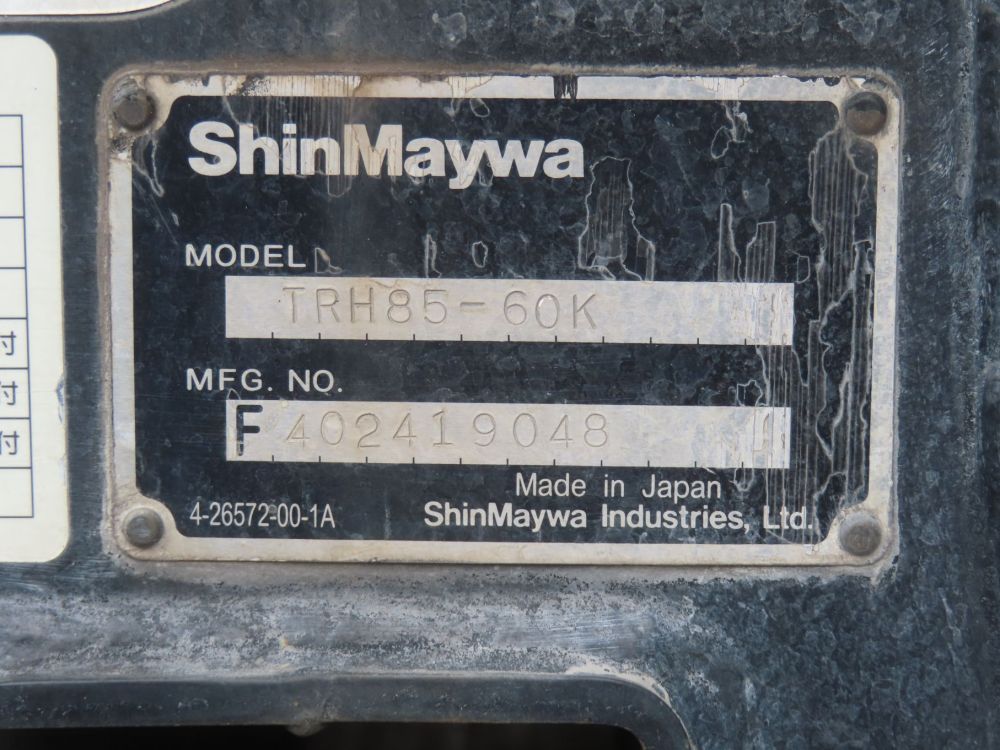 ShinMaywa
MODEL
TRH85-60K
MFG. NO.
F 402419048
Made in Japan
4-26572-00-1A
ShinMaywa Industries, Ltd.
付
付
付